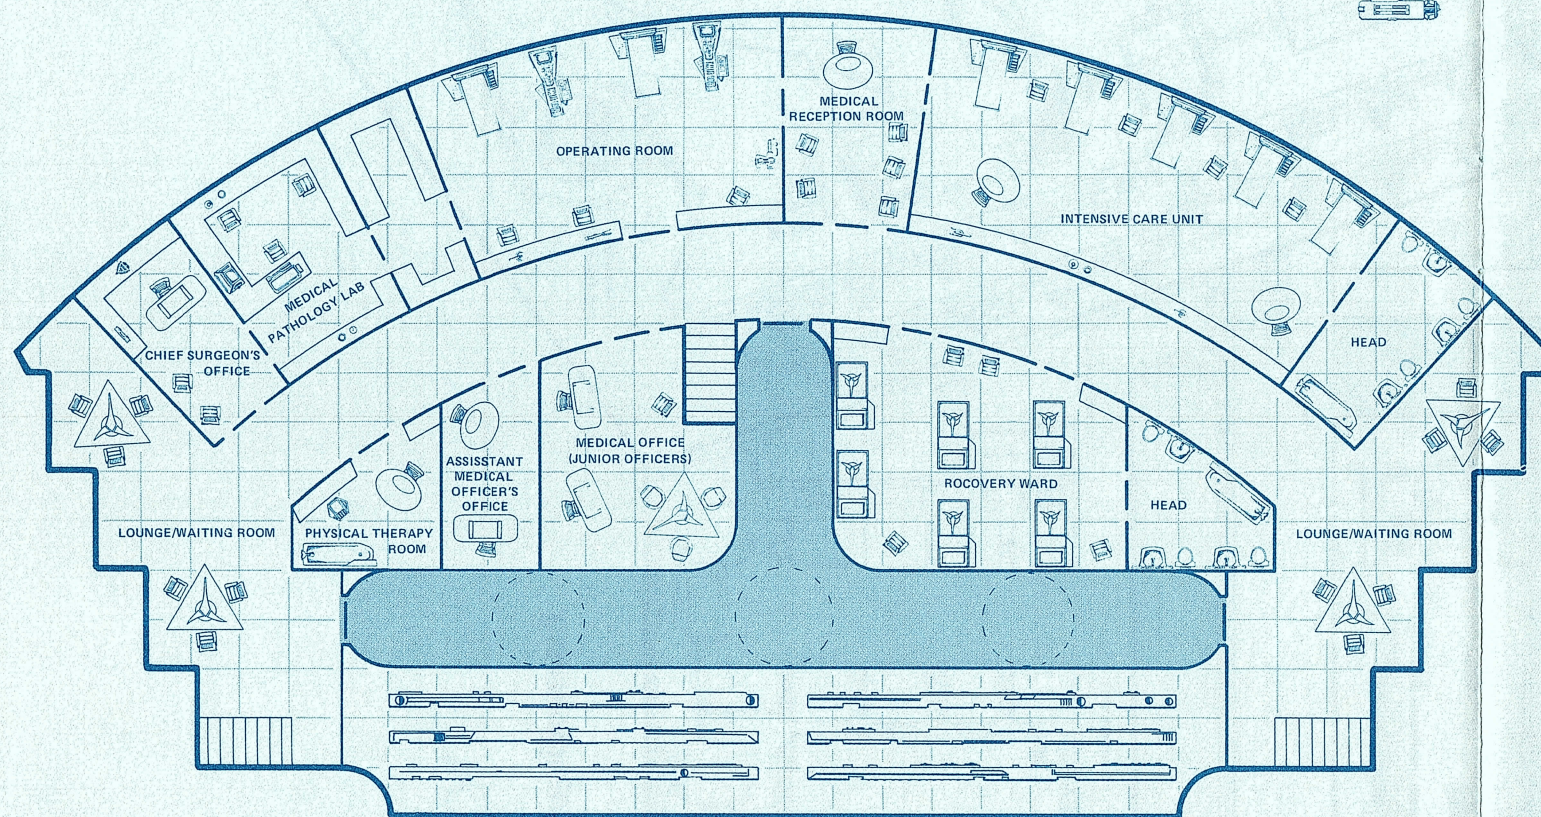 MEDICAL
RECEPTION ROOM
OPERATING ROOM
INTENSIVE CARE UNIT
MEDICAL
PATHOLOGY LAB
CHIEF SURGEON'S
OFFICE
HEAD
MEDICAL OFFICE
(JUNIOR OFFICERS)
ASSISSTANT
MEDICAL
OFFICER'S
OFFICE
ROCOVERY WARD
HEAD
LOUNGE/WAITING ROOM
PHYSICAL THERAPY
ROOM
LOUNGE/WAITING ROOM